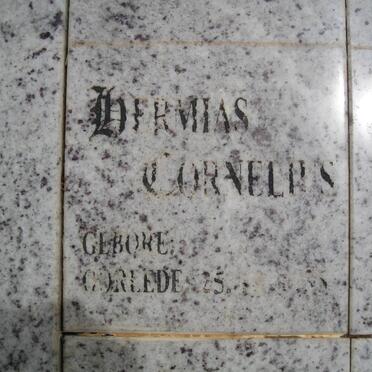 HERMIAS
CORNELIUS
GEBORE
OORLEDE 25